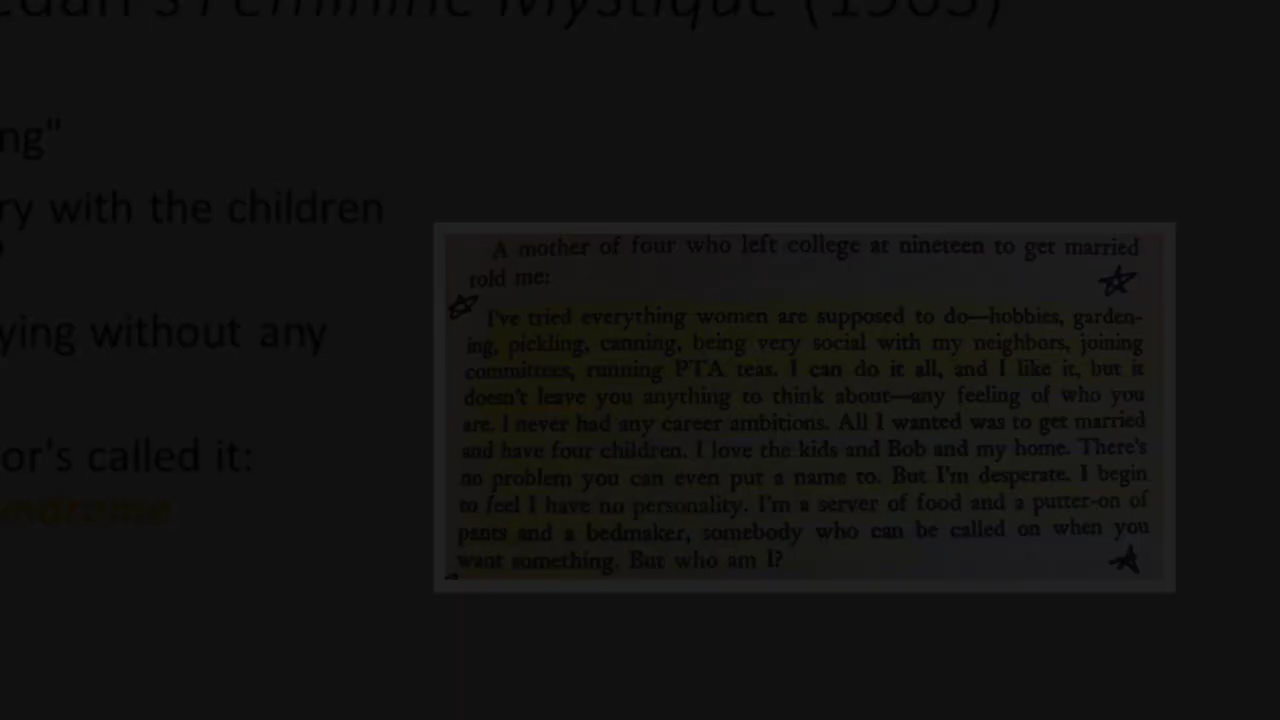 Feminine Mystique (1963)
ng"
ry with the children
A mother of four who left college at nineteen to get married
told me:
I've tried everything women are supposed to do—hobbies, garden-
ing, pickling, canning, being very social with my neighbors, joining
committees, running PTA teas. I can do it all, and I like it, but it
doesn't leave you anything to think about—any feeling of who you
are. I never had any career ambitions. All I wanted was to get married
and have four children. I love the kids and Bob and my home. There's
no problem you can even put a name to. But I'm desperate. I begin
to feel I have no personality. I'm a server of food and a putter-on of
pants and a bedmaker, somebody who can be called on when you
want something. But who am I?
ying without any
or's called it: